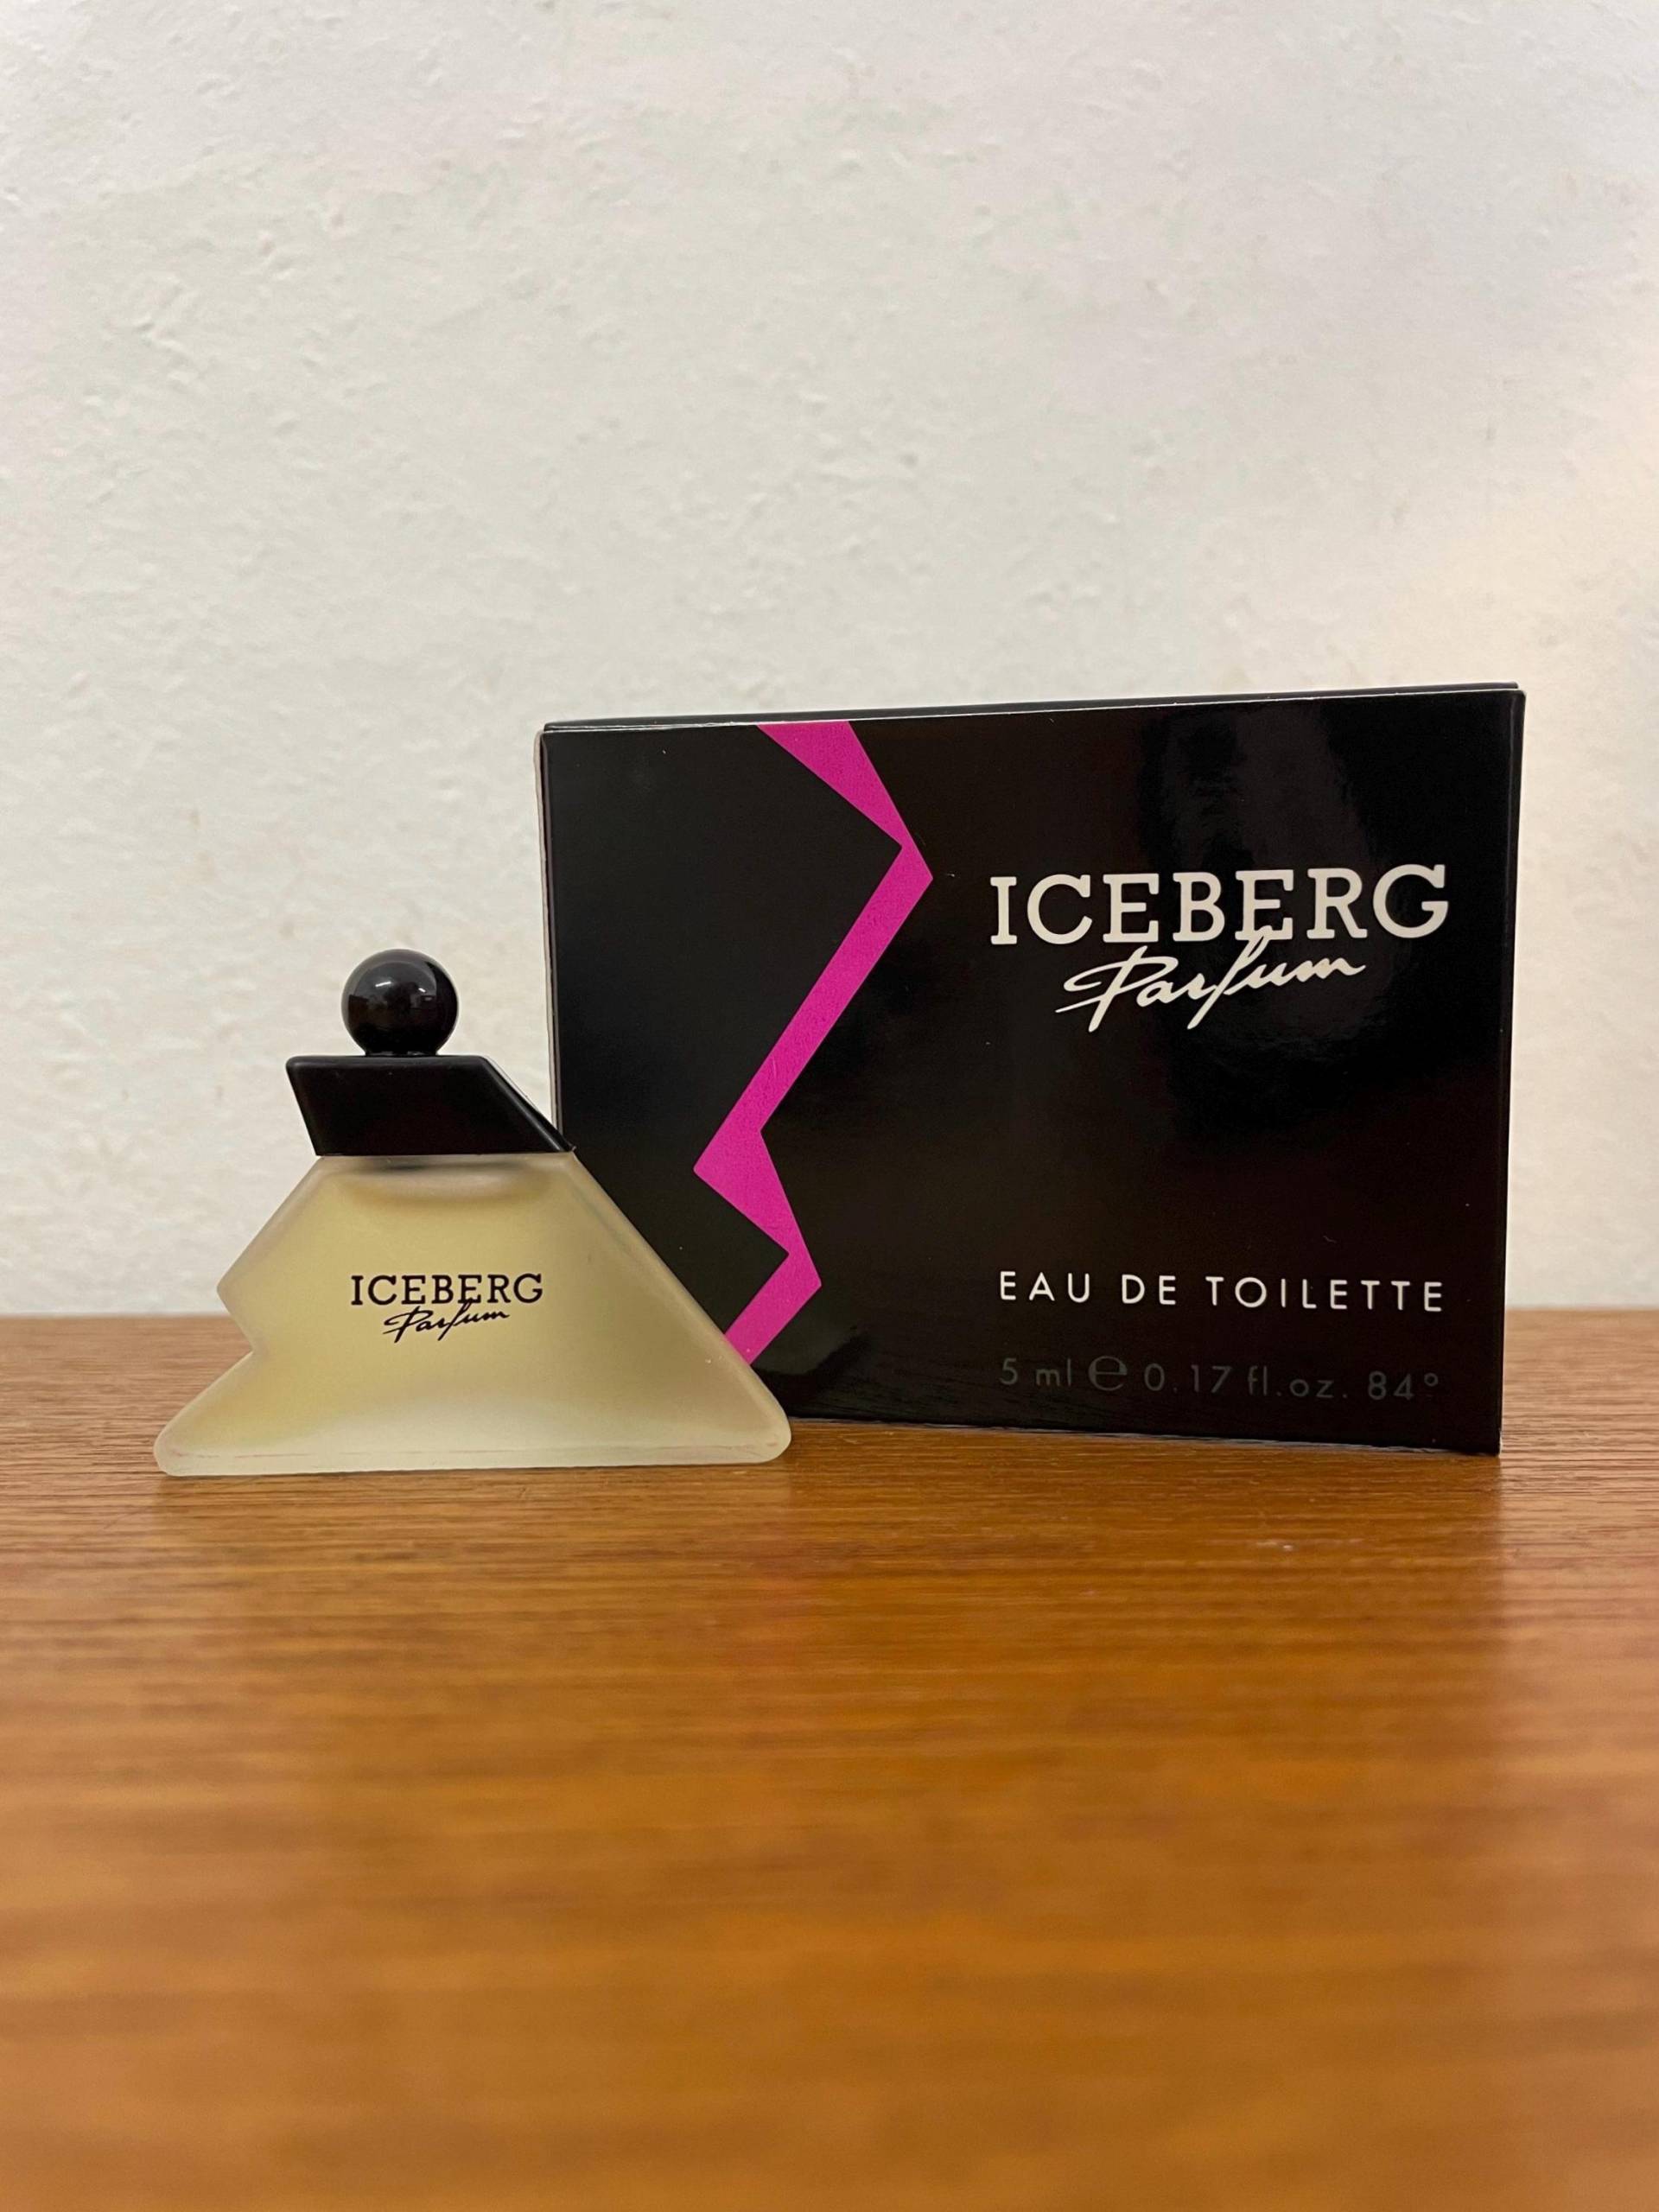 ICEBERG
Parfum
EAU DE TOILETTE
5 ml ℮ 0.17 fl.oz. 84°
ICEBERG
Parfum